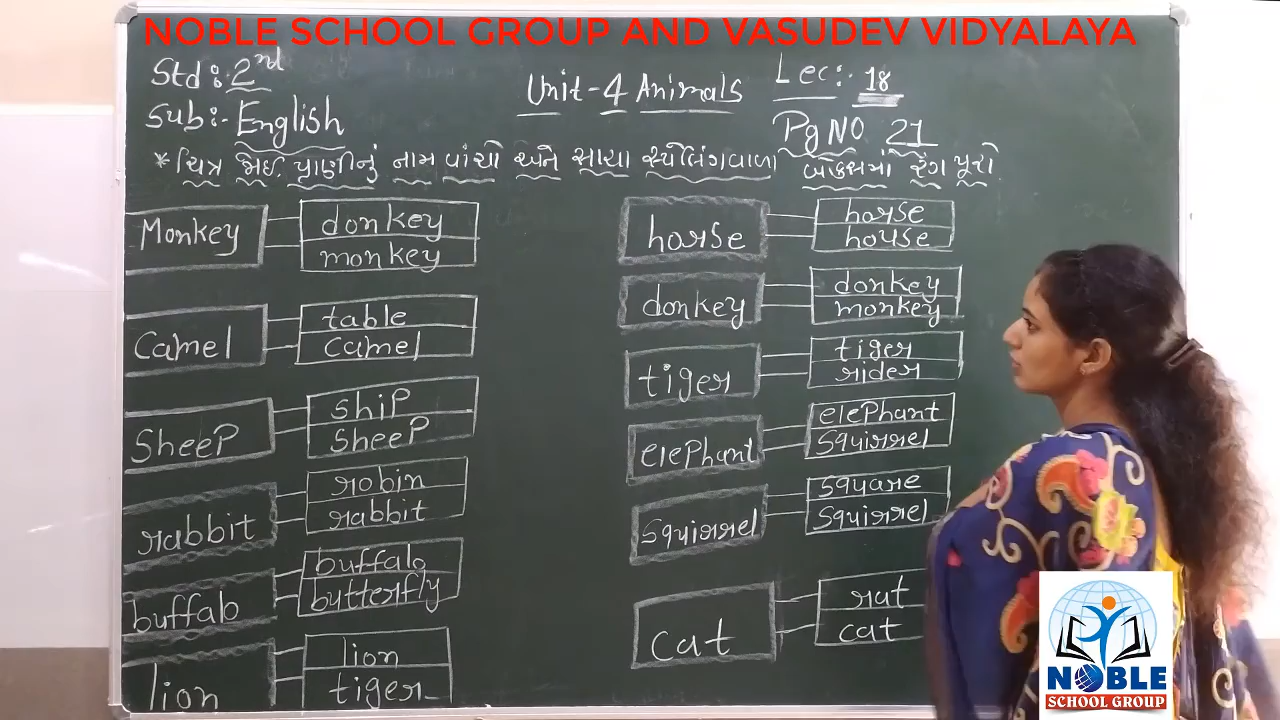 NOBLE SCHOOL GROUP AND VASUDEV VIDYALAYA
Std : 2nd
Unit-4 Animals
Lec :- 18
Sub :- English
Pg No. 21
* ચિત્ર જોઈ પ્રાણીનું નામ વાંચો અને સાચા સ્પેલિંગવાળા બોક્સમાં રંગ પૂરો
Monkey
donkey
monkey
Camel
table
camel
SheeP
shiP
sheeP
rabbit
robin
rabbit
buffalo
buffalo
butterfly
lion
lion
tiger
horse
horse
house
donkey
donkey
monkey
tiger
tiger
rider
elePhant
elePhant
squirrel
squirrel
square
squirrel
cat
rat
cat
NOBLE
SCHOOL GROUP